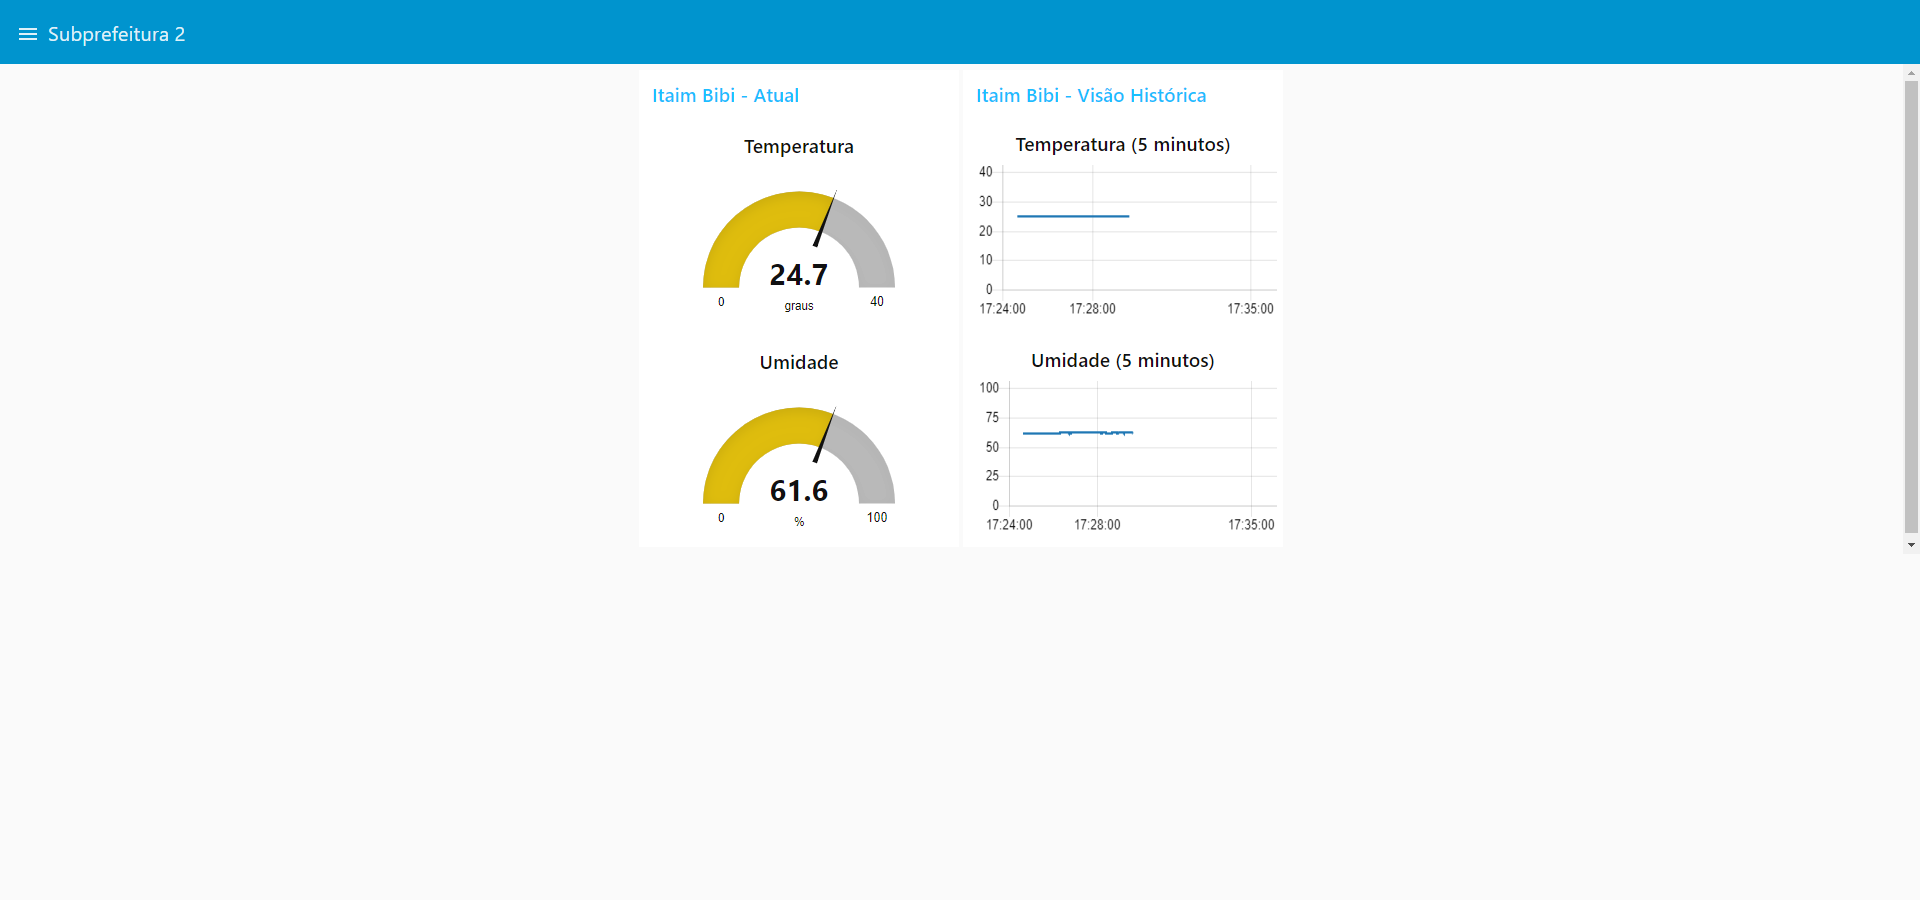 Subprefeitura 2
Itaim Bibi - Atual
Temperatura
24.7
0
graus
40
Umidade
61.6
0
%
100
Itaim Bibi - Visão Histórica
Temperatura (5 minutos)
40
30
20
10
0
17:24:00 17:28:00 17:35:00
Umidade (5 minutos)
100
75
50
25
0
17:24:00 17:28:00 17:35:00